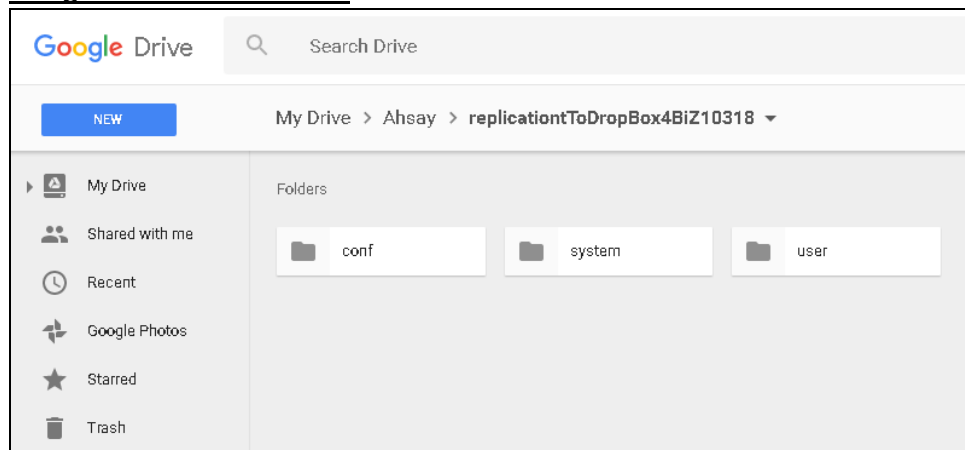 Google Drive
Search Drive
NEW
My Drive > Ahsay > replicationtToDropBox4BiZ10318
My Drive
Shared with me
Recent
Google Photos
Starred
Trash
Folders
conf
system
user